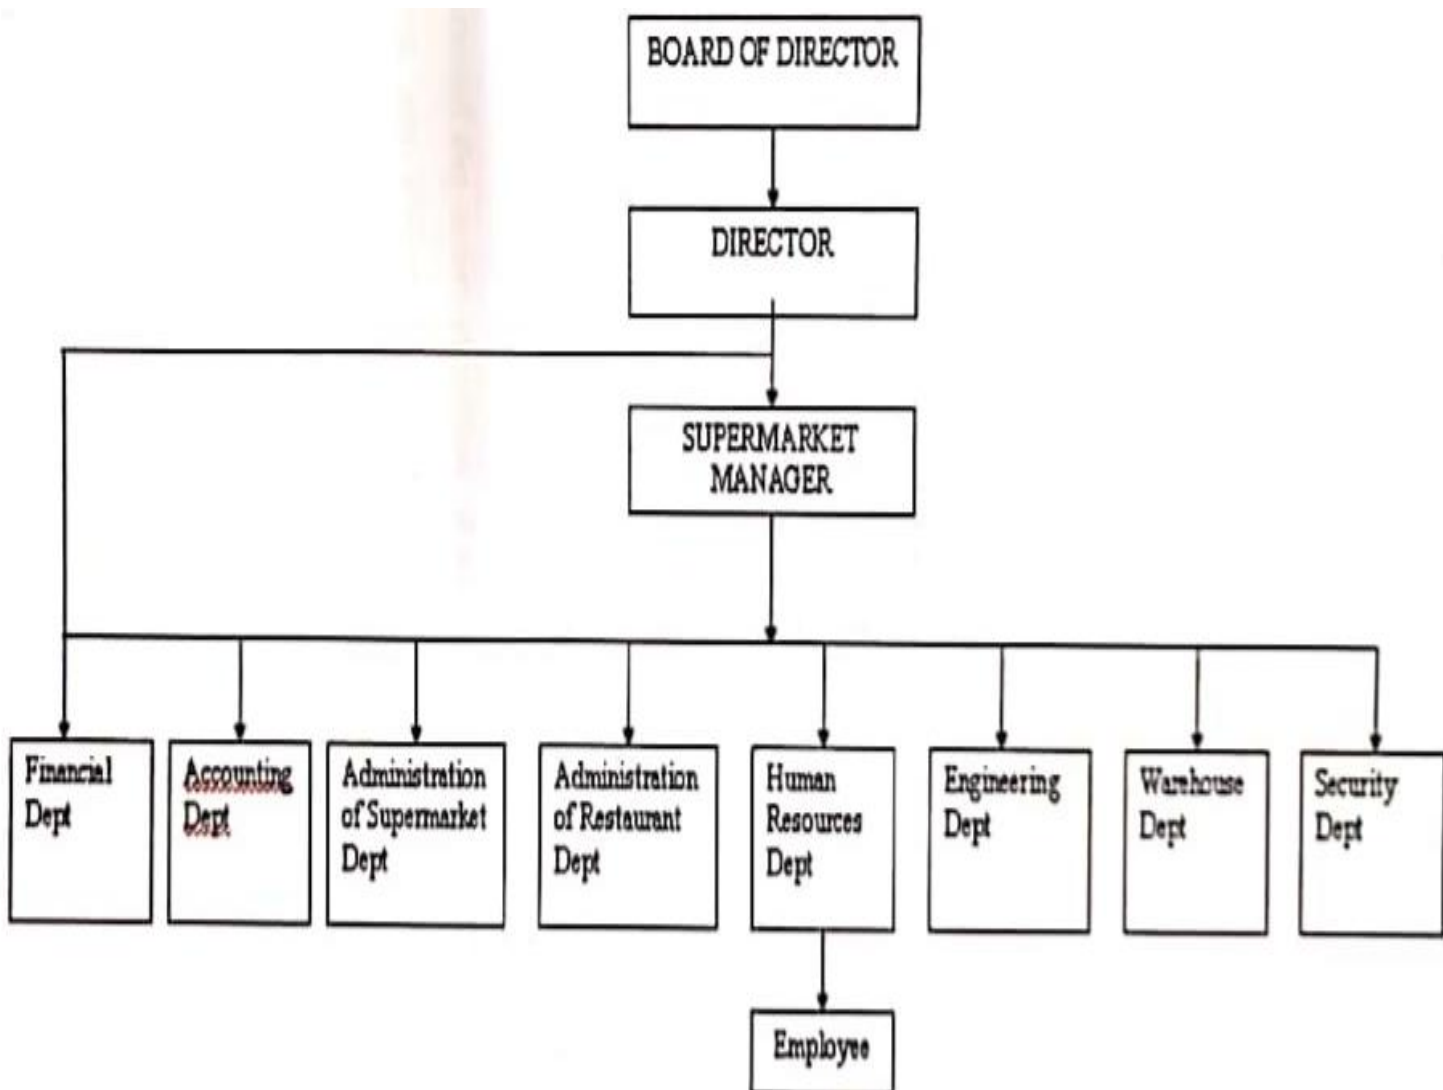 BOARD OF DIRECTOR
DIRECTOR
SUPERMARKET
MANAGER
Financial
Dept
Accounting
Dept
Administration
of Supermarket
Dept
Administration
of Restaurant
Dept
Human
Resources
Dept
Engineering
Dept
Warehouse
Dept
Security
Dept
Employee